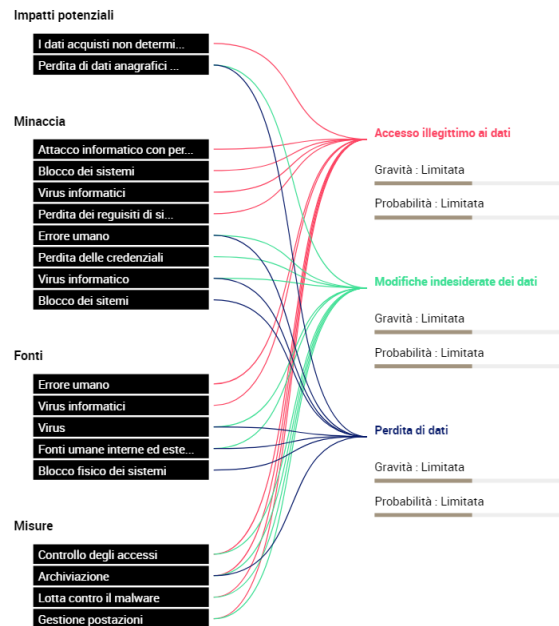 Impatti potenziali
I dati acquisti non determi...
Perdita di dati anagrafici ...
Minaccia
Attacco informatico con per...
Blocco dei sistemi
Virus informatici
Perdita dei reguisiti di si...
Errore umano
Perdita delle credenziali
Virus informatico
Blocco dei sitemi
Fonti
Errore umano
Virus informatici
Virus
Fonti umane interne ed este...
Blocco fisico dei sistemi
Misure
Controllo degli accessi
Archiviazione
Lotta contro il malware
Gestione postazioni
Accesso illegittimo ai dati
Gravità : Limitata
Probabilità : Limitata
Modifiche indesiderate dei dati
Gravità : Limitata
Probabilità : Limitata
Perdita di dati
Gravità : Limitata
Probabilità : Limitata